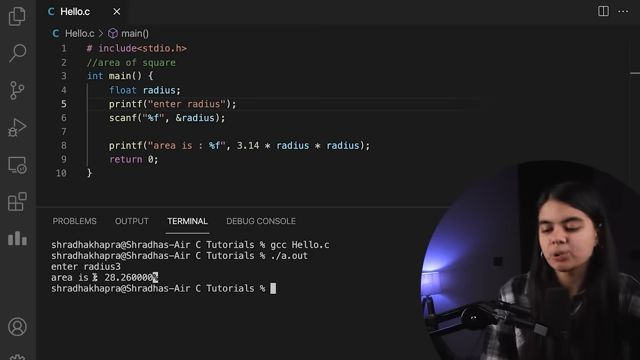 C Hello.c ×
C Hello.c > main()
1 # include<stdio.h>
2 //area of square
3 int main() {
4 float radius;
5 printf("enter radius");
6 scanf("%f", &radius);
7
8 printf("area is : %f", 3.14 * radius * radius);
9 return 0;
10 }
PROBLEMS OUTPUT TERMINAL DEBUG CONSOLE
shradhakhapra@Shradhas-Air C Tutorials % gcc Hello.c
shradhakhapra@Shradhas-Air C Tutorials % ./a.out
enter radius3
area is : 28.260000%
shradhakhapra@Shradhas-Air C Tutorials %